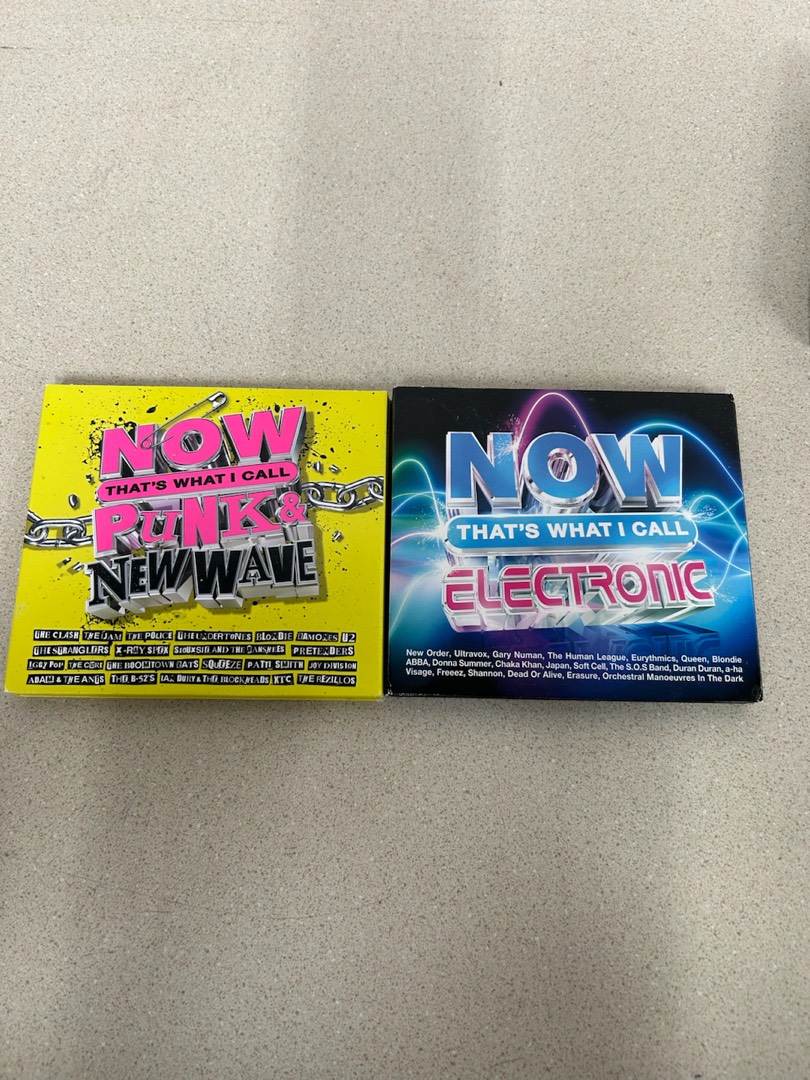 NOW
THAT'S WHAT I CALL
PUNK &
NEW WAVE
THE CLASH THE JAM THE POLICE THE UNDERTONES BLONDIE RAMONES U2
THE STRANGLERS X-RAY SPEX SIOUXSIE AND THE BANSHEES PRETENDERS
IGGY POP THE CURE THE BOOMTOWN RATS SQUEEZE PATTI SMITH JOY DIVISION
ADAM & THE ANTS THE B-52'S IAN DURY & THE BLOCKHEADS XTC THE REZILLOS
NOW
THAT'S WHAT I CALL
ELECTRONIC
New Order, Ultravox, Gary Numan, The Human League, Eurythmics, Queen, Blondie
ABBA, Donna Summer, Chaka Khan, Japan, Soft Cell, The S.O.S Band, Duran Duran, a-ha
Visage, Freeez, Shannon, Dead Or Alive, Erasure, Orchestral Manoeuvres In The Dark